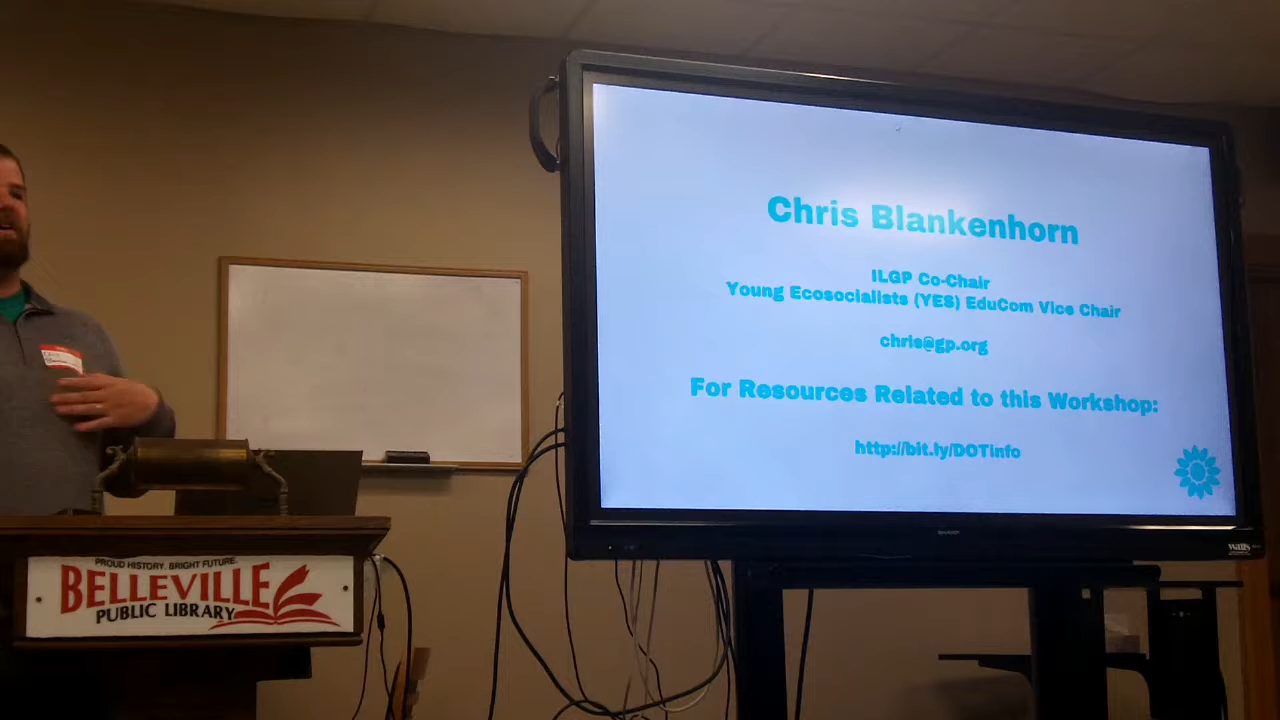 Chris Blankenhorn
ILGP Co-Chair
Young Ecosocialists (YES) EduCom Vice Chair
chris@gp.org
For Resources Related to this Workshop:
http://bit.ly/DOTinfo
SHARP
PROUD HISTORY. BRIGHT FUTURE.
BELLEVILLE
PUBLIC LIBRARY